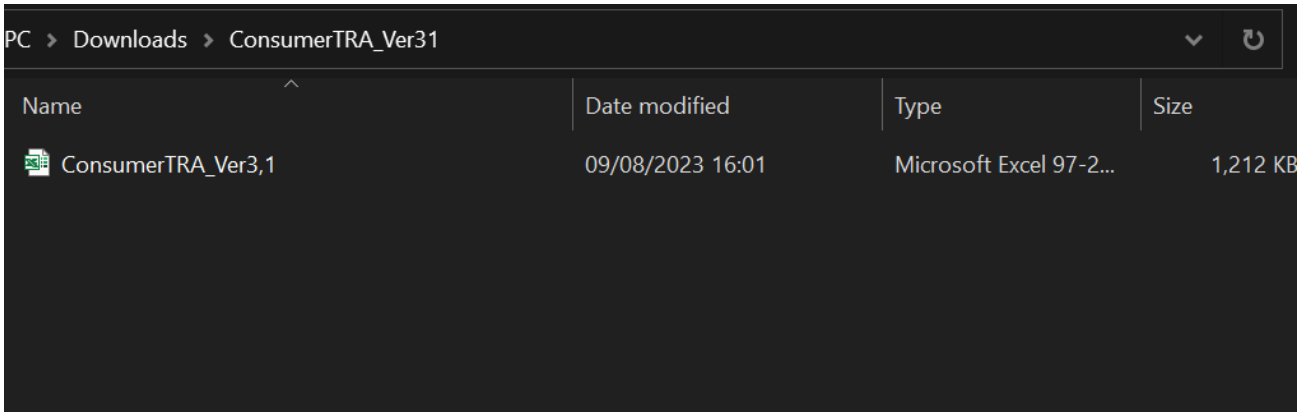 PC > Downloads > ConsumerTRA_Ver31
Name Date modified Type Size
ConsumerTRA_Ver3,1 09/08/2023 16:01 Microsoft Excel 97-2... 1,212 KB